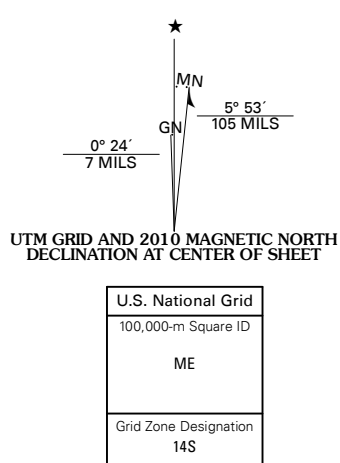 ★
MN
GN
5° 53´
105 MILS
0° 24´
7 MILS
UTM GRID AND 2010 MAGNETIC NORTH
DECLINATION AT CENTER OF SHEET
U.S. National Grid
100,000-m Square ID
ME
Grid Zone Designation
14S